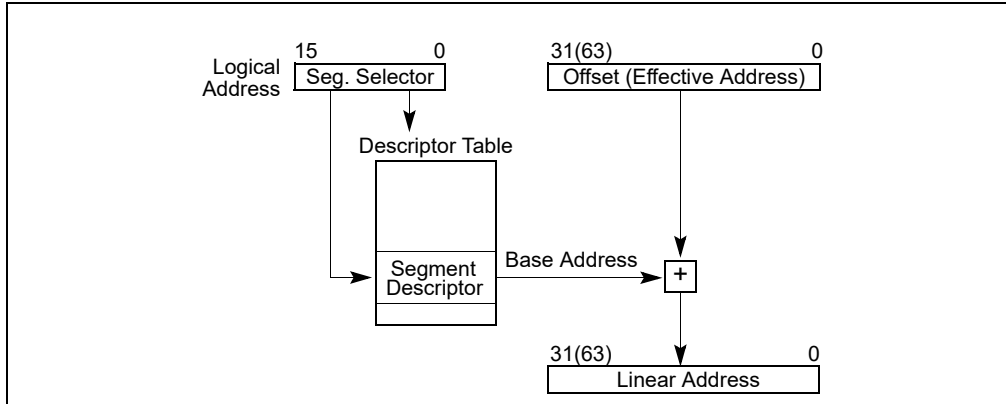 15 0
31(63) 0
Logical
Address
Seg. Selector
Offset (Effective Address)
Descriptor Table
Segment
Descriptor
Base Address
+
31(63) 0
Linear Address